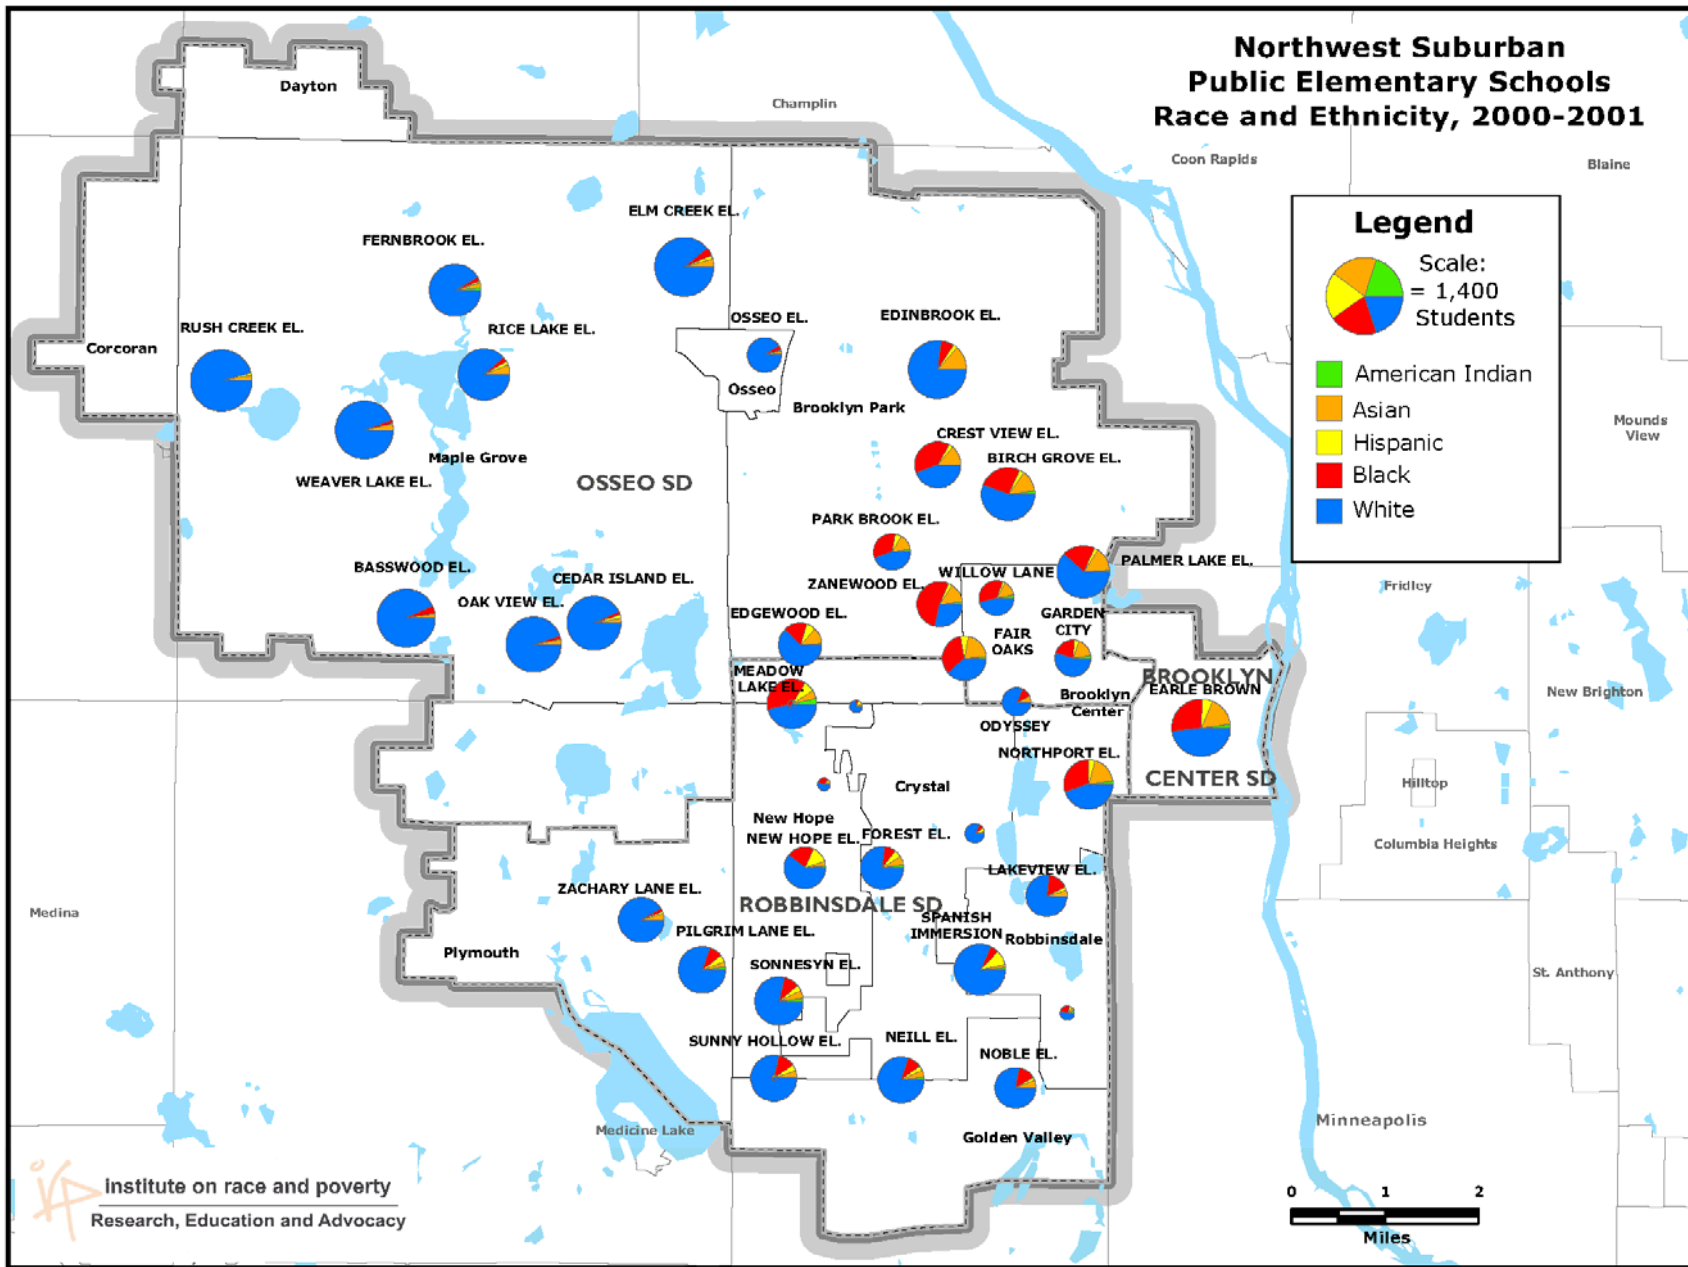 Northwest Suburban
Public Elementary Schools
Race and Ethnicity, 2000-2001
Dayton
Champlin
Coon Rapids
Blaine
Legend
Scale:
= 1,400
Students
American Indian
Asian
Hispanic
Black
White
ELM CREEK EL.
FERNBROOK EL.
RUSH CREEK EL.
RICE LAKE EL.
OSSEO EL.
EDINBROOK EL.
Corcoran
Osseo
Brooklyn Park
Mounds
View
CREST VIEW EL.
BIRCH GROVE EL.
Maple Grove
WEAVER LAKE EL.
OSSEO SD
PARK BROOK EL.
PALMER LAKE EL.
BASSWOOD EL.
CEDAR ISLAND EL.
OAK VIEW EL.
ZANEWOOD EL.
WILLOW LANE
Fridley
EDGEWOOD EL.
GARDEN
CITY
FAIR
OAKS
MEADOW
LAKE EL.
BROOKLYN
EARLE BROWN
Brooklyn
Center
New Brighton
ODYSSEY
NORTHPORT EL.
CENTER SD
Crystal
Hilltop
New Hope
NEW HOPE EL.
FOREST EL.
Columbia Heights
LAKEVIEW EL.
ZACHARY LANE EL.
ROBBINSDALE SD
Medina
SPANISH
IMMERSION
PILGRIM LANE EL.
Robbinsdale
Plymouth
SONNESYN EL.
St. Anthony
SUNNY HOLLOW EL.
NEILL EL.
NOBLE EL.
Medicine Lake
Minneapolis
Golden Valley
institute on race and poverty
Research, Education and Advocacy
0 1 2
Miles